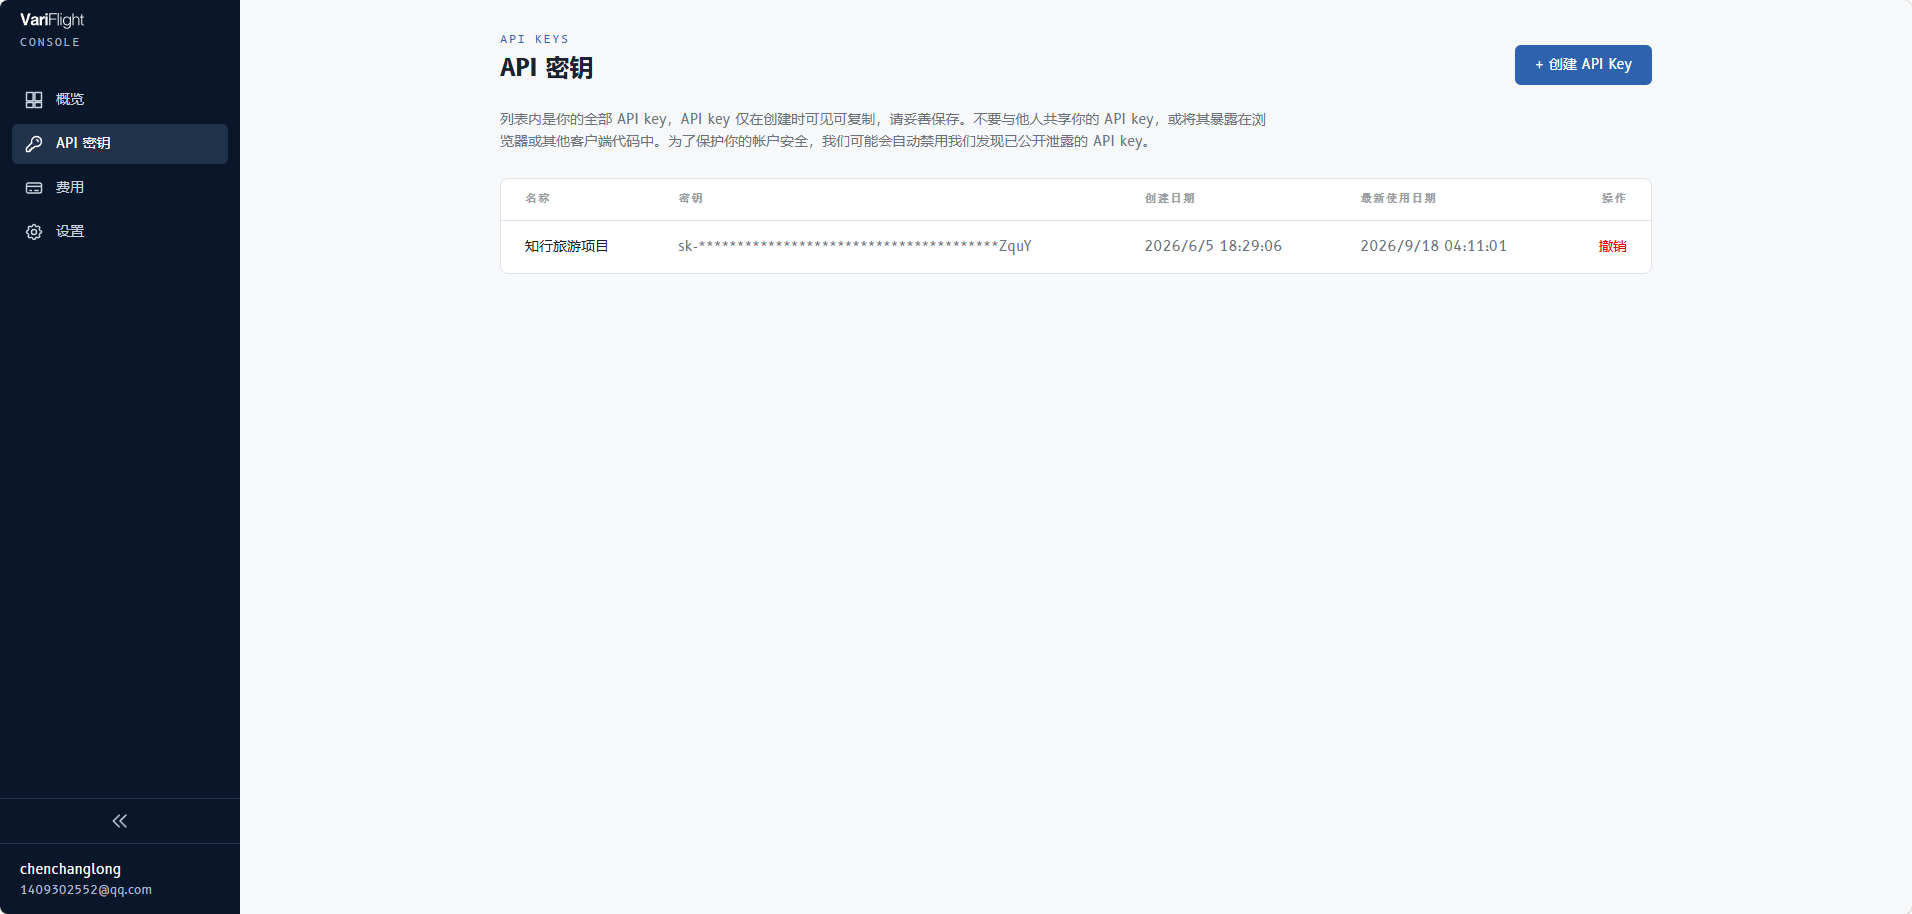 VariFlight
CONSOLE
概览
API 密钥
费用
设置
chenchanglong
1409302552@qq.com
API KEYS
API 密钥
+ 创建 API Key
列表内是你的全部 API key，API key 仅在创建时可见可复制，请妥善保存。不要与他人共享你的 API key，或将其暴露在浏
览器或其他客户端代码中。为了保护你的帐户安全，我们可能会自动禁用我们发现已公开泄露的 API key。
名称 密钥 创建日期 最新使用日期 操作
知行旅游项目 sk-***************************************ZquY 2026/6/5 18:29:06 2026/9/18 04:11:01 撤销